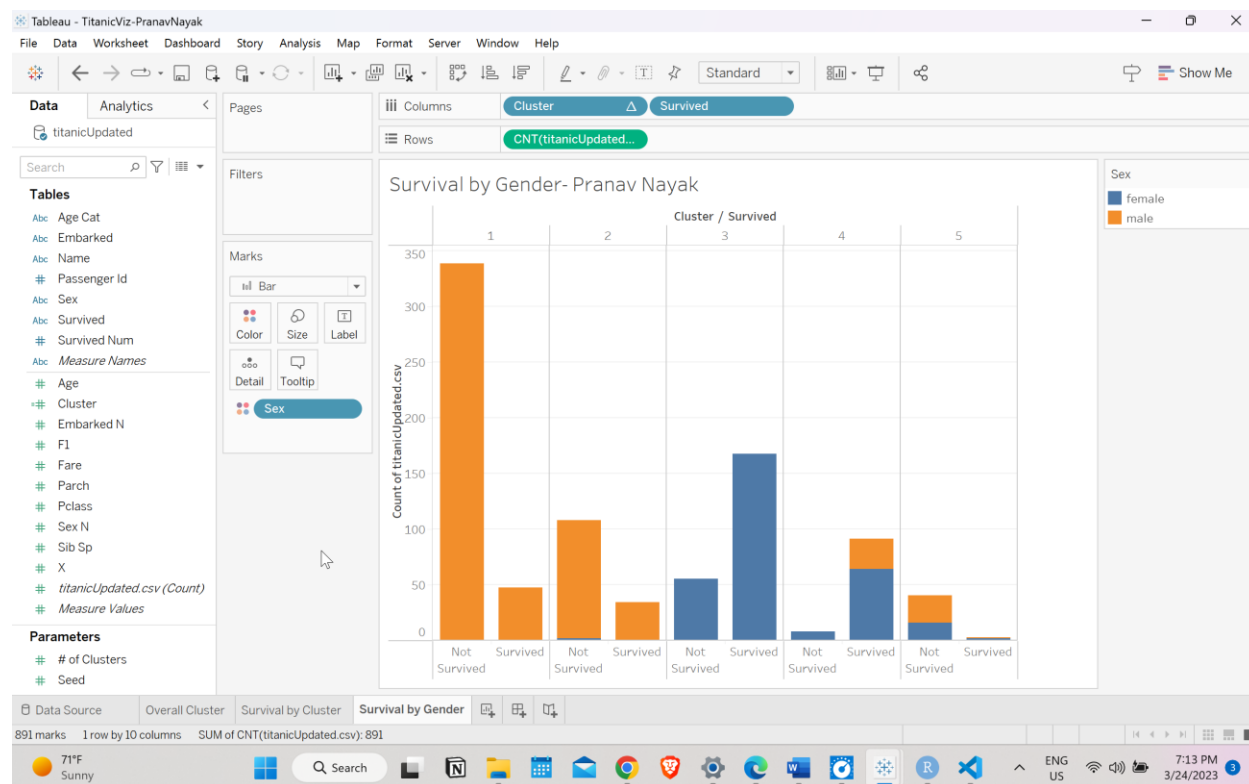 Tableau - TitanicViz-PranavNayak
File Data Worksheet Dashboard Story Analysis Map Format Server Window Help
Standard
Show Me
Data Analytics
titanicUpdated
Search
Tables
Abc Age Cat
Abc Embarked
Abc Name
# Passenger Id
Abc Sex
Abc Survived
# Survived Num
Abc Measure Names
# Age
=# Cluster
# Embarked N
# F1
# Fare
# Parch
# Pclass
# Sex N
# Sib Sp
# X
# titanicUpdated.csv (Count)
# Measure Values
Parameters
# # of Clusters
# Seed
Pages
Filters
Marks
Bar
Color Size Label
Detail Tooltip
Sex
Columns Cluster Survived
Rows CNT(titanicUpdated...
Survival by Gender- Pranav Nayak
Cluster / Survived
1 2 3 4 5
350
300
250
200
150
100
50
0
Count of titanicUpdated.csv
Not Survived Survived Not Survived Survived Not Survived Survived Not Survived Survived Not Survived Survived
Sex
female
male
Data Source Overall Cluster Survival by Cluster Survival by Gender
891 marks 1 row by 10 columns SUM of CNT(titanicUpdated.csv): 891
71°F
Sunny
Search
ENG
US
7:13 PM
3/24/2023
3